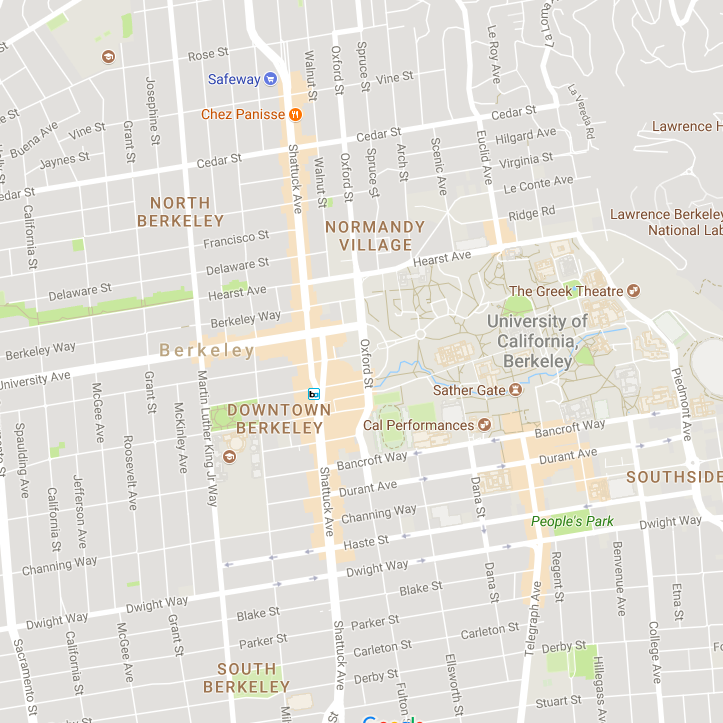 Rose St
Le Roy Ave
La Loma
Walnut St
Oxford St
Spruce St
Vine St
Safeway
Josephine St
La Vereda Rd
Chez Panisse
Cedar St
Lawrence H
Buena Ave
Vine St
Grant St
Cedar St
Euclid Ave
Hilgard Ave
Jaynes St
Cedar St
Shattuck Ave
Walnut St
Oxford St
Spruce St
Arch St
Scenic Ave
Virginia St
Cedar St
Le Conte Ave
NORTH
BERKELEY
California St
Ridge Rd
Lawrence Berkeley
National Lab
NORMANDY
VILLAGE
Francisco St
Hearst Ave
Delaware St
Delaware St
Hearst Ave
The Greek Theatre
Berkeley Way
University of
California,
Berkeley
Berkeley Way
Berkeley
Oxford St
University Ave
Sather Gate
Piedmont Ave
McGee Ave
Grant St
McKinley Ave
Martin Luther King Jr Way
DOWNTOWN
BERKELEY
Cal Performances
Bancroft Way
Spaulding Ave
Roosevelt Ave
Bancroft Way
Durant Ave
SOUTHSIDE
California St
Jefferson Ave
Shattuck Ave
Durant Ave
Dana St
Channing Way
People's Park
Dwight Way
Haste St
Channing Way
Dwight Way
Dana St
Regent St
Benvenue Ave
Etna St
Blake St
Dwight Way
Blake St
Telegraph Ave
Sacramento St
California St
McGee Ave
Grant St
Parker St
Parker St
Carleton St
College Ave
Shattuck Ave
Carleton St
Derby St
SOUTH
BERKELEY
Ellsworth St
Hillegass Ave
Derby St
Fulton
Stuart St
Google